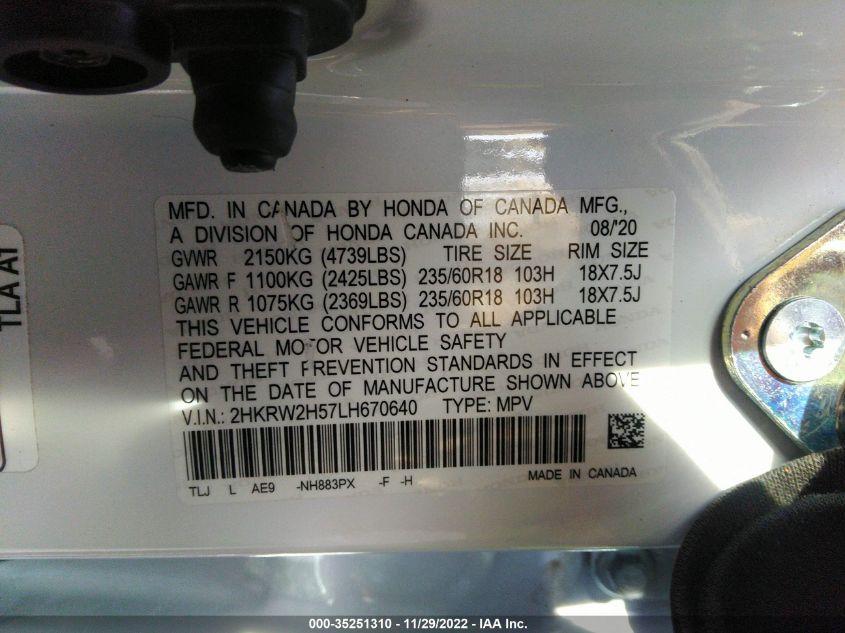 MFD. IN CANADA BY HONDA OF CANADA MFG.,
A DIVISION OF HONDA CANADA INC. 08/'20
GVWR 2150KG (4739LBS) TIRE SIZE RIM SIZE
GAWR F 1100KG (2425LBS) 235/60R18 103H 18X7.5J
GAWR R 1075KG (2369LBS) 235/60R18 103H 18X7.5J
THIS VEHICLE CONFORMS TO ALL APPLICABLE
FEDERAL MOTOR VEHICLE SAFETY
AND THEFT PREVENTION STANDARDS IN EFFECT
ON THE DATE OF MANUFACTURE SHOWN ABOVE
V.I.N.: 2HKRW2H57LH670640 TYPE: MPV
MADE IN CANADA
TLJ L AE9 -NH883PX -F -H
TLA A1
000-35251310 - 11/29/2022 - IAA Inc.